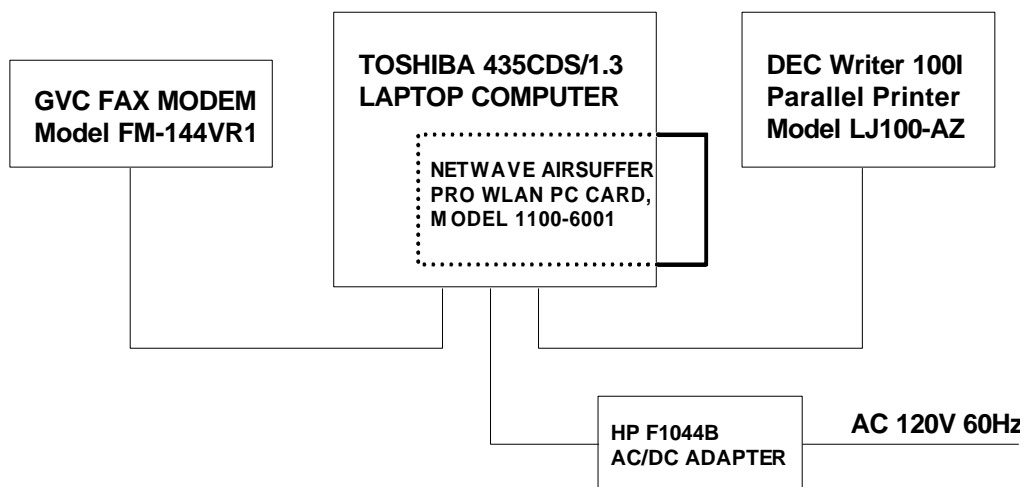 GVC FAX MODEM
Model FM-144VR1
TOSHIBA 435CDS/1.3
LAPTOP COMPUTER
NETWAVE AIRSUFFER
PRO WLAN PC CARD,
MODEL 1100-6001
DEC Writer 100I
Parallel Printer
Model LJ100-AZ
HP F1044B
AC/DC ADAPTER
AC 120V 60Hz